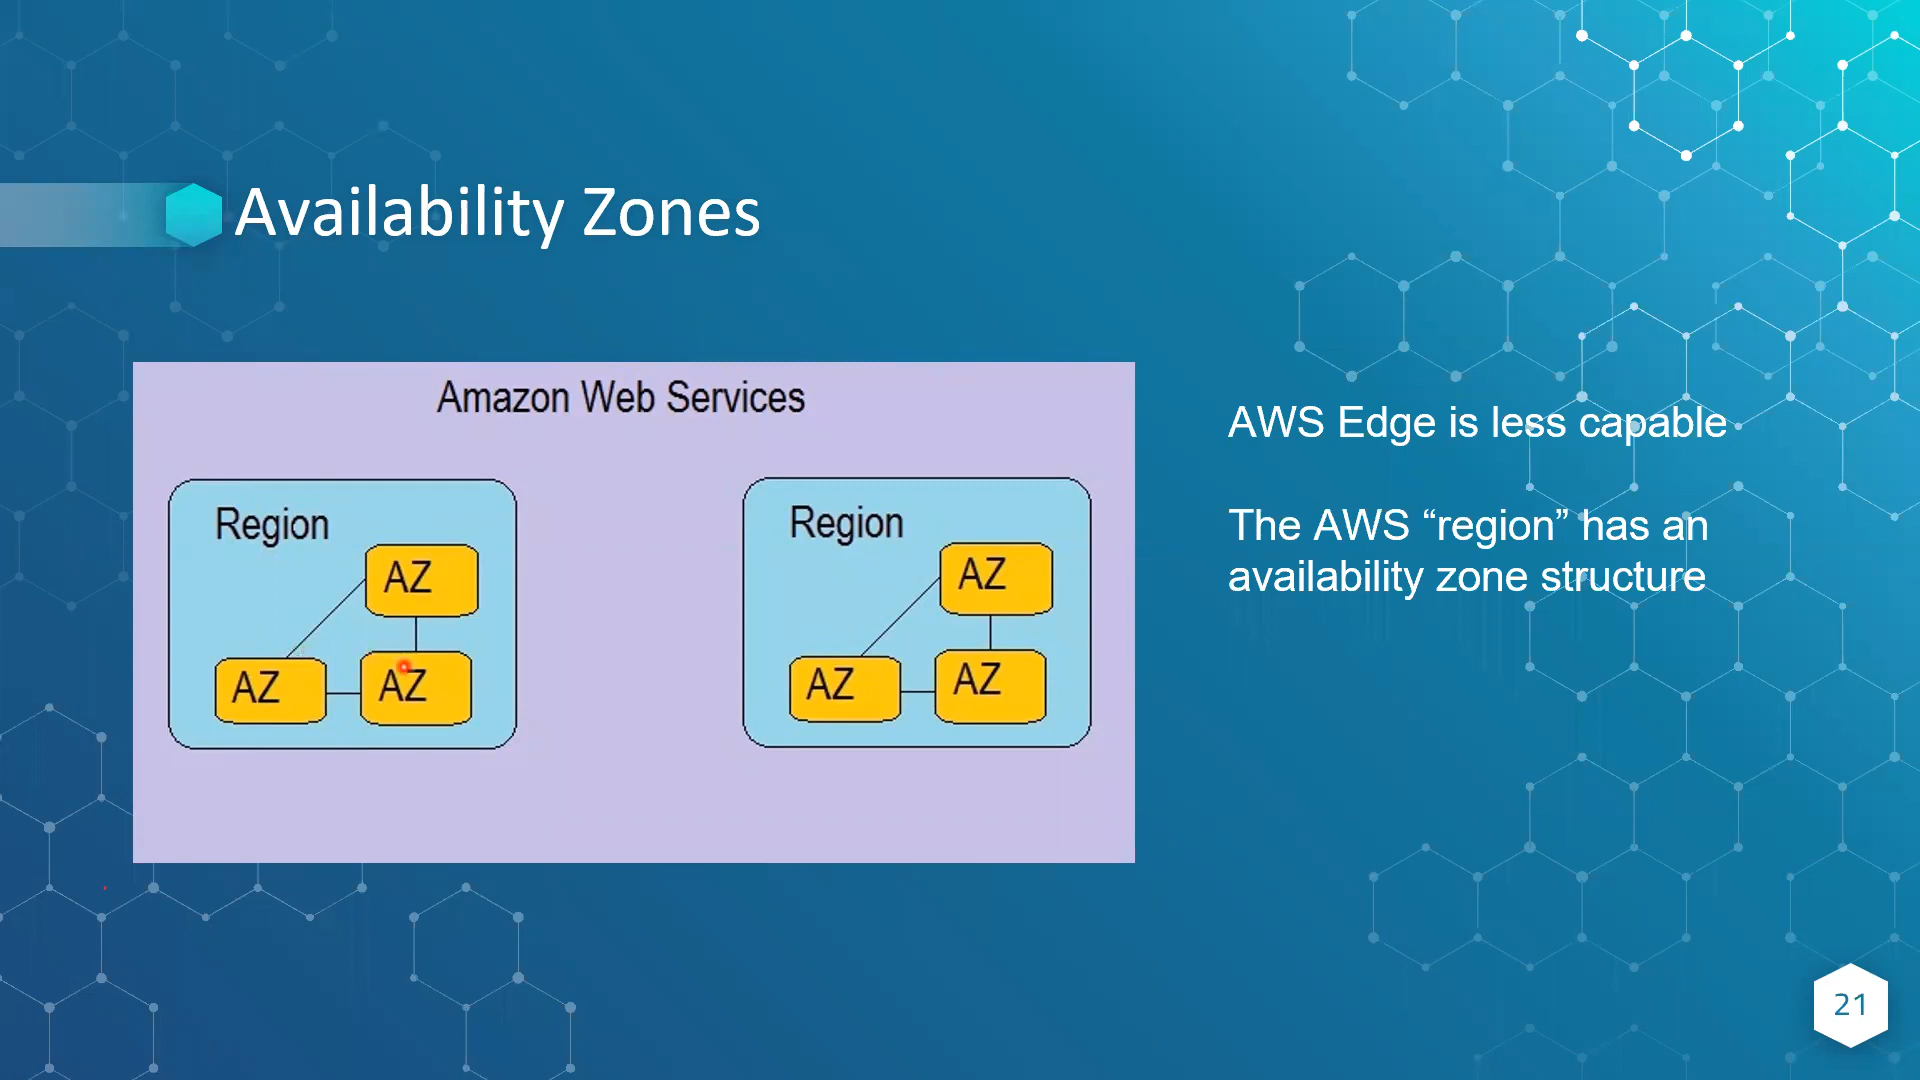 Availability Zones
Amazon Web Services
Region
AZ
AZ
AZ
Region
AZ
AZ
AZ
AWS Edge is less capable
The AWS “region” has an
availability zone structure
21